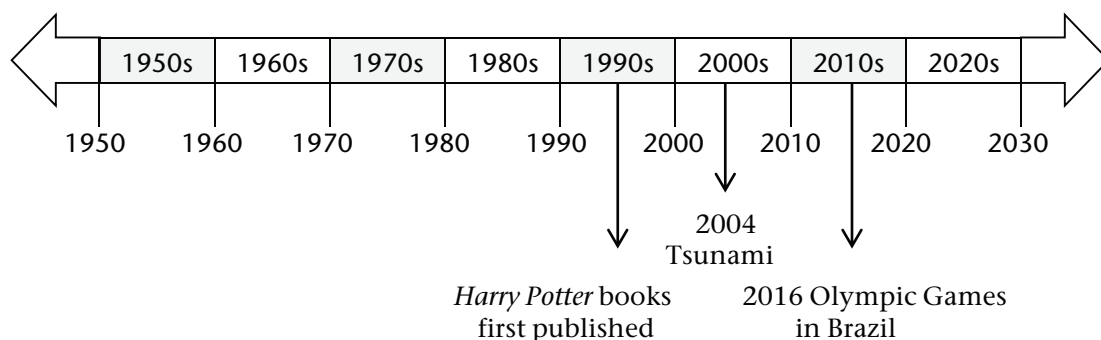 1950s 1960s 1970s 1980s 1990s 2000s 2010s 2020s
1950 1960 1970 1980 1990 2000 2010 2020 2030
2004
Tsunami
Harry Potter books
first published
2016 Olympic Games
in Brazil